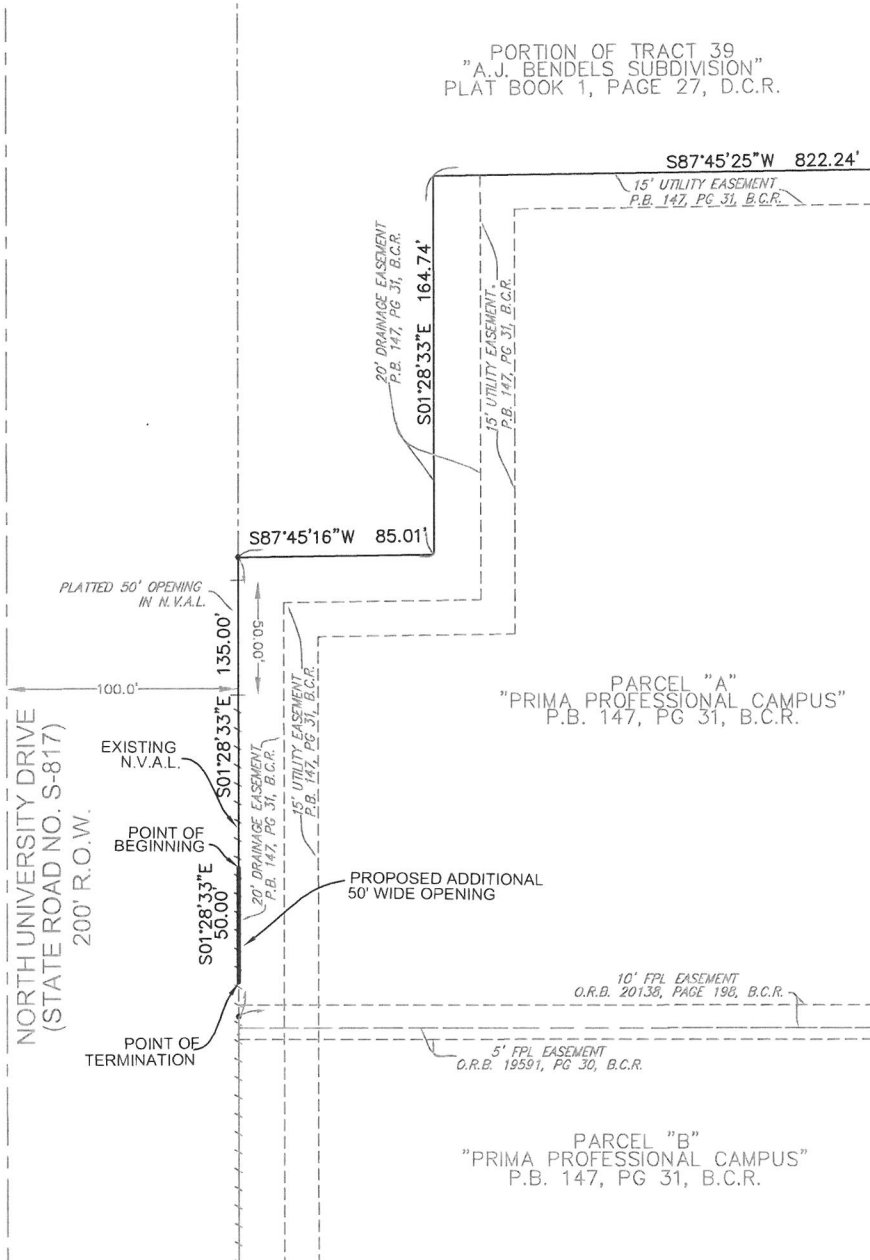 PORTION OF TRACT 39
"A.J. BENDELS SUBDIVISION"
PLAT BOOK 1, PAGE 27, D.C.R.
S87°45'25"W 822.24'
15' UTILITY EASEMENT
P.B. 147, PG 31, B.C.R.
20' DRAINAGE EASEMENT
P.B. 147, PG 31, B.C.R.
S01°28'33"E 164.74'
15' UTILITY EASEMENT
P.B. 147, PG 31, B.C.R.
S87°45'16"W 85.01'
PLATTED 50' OPENING
IN N.V.A.L.
S01°28'33"E 135.00'
50.00'
100.0'
NORTH UNIVERSITY DRIVE
(STATE ROAD NO. S-817)
200' R.O.W.
EXISTING
N.V.A.L.
20' DRAINAGE EASEMENT
P.B. 147, PG 31, B.C.R.
15' UTILITY EASEMENT
P.B. 147, PG 31, B.C.R.
PARCEL "A"
"PRIMA PROFESSIONAL CAMPUS"
P.B. 147, PG 31, B.C.R.
POINT OF
BEGINNING
S01°28'33"E
50.00'
PROPOSED ADDITIONAL
50' WIDE OPENING
POINT OF
TERMINATION
10' FPL EASEMENT
O.R.B. 20138, PAGE 198, B.C.R.
5' FPL EASEMENT
O.R.B. 19591, PG 30, B.C.R.
PARCEL "B"
"PRIMA PROFESSIONAL CAMPUS"
P.B. 147, PG 31, B.C.R.